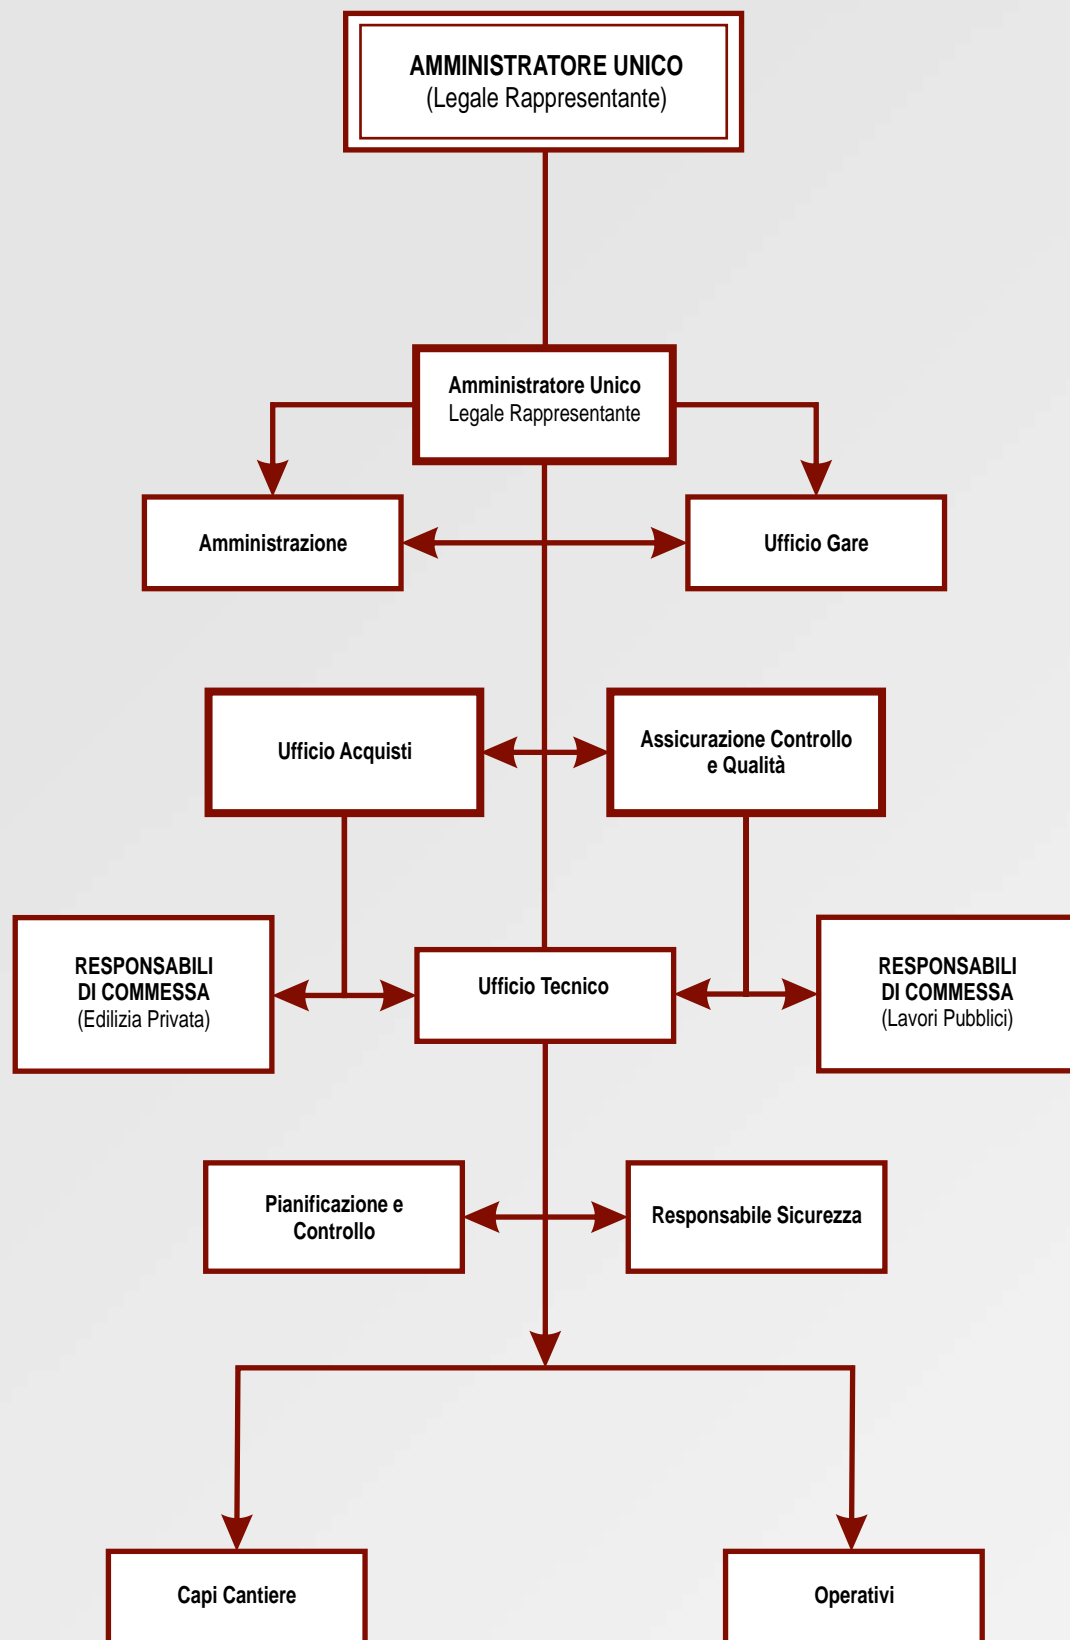 AMMINISTRATORE UNICO
(Legale Rappresentante)
Amministratore Unico
Legale Rappresentante
Amministrazione
Ufficio Gare
Ufficio Acquisti
Assicurazione Controllo
e Qualità
RESPONSABILI
DI COMMESSA
(Edilizia Privata)
Ufficio Tecnico
RESPONSABILI
DI COMMESSA
(Lavori Pubblici)
Pianificazione e
Controllo
Responsabile Sicurezza
Capi Cantiere
Operativi